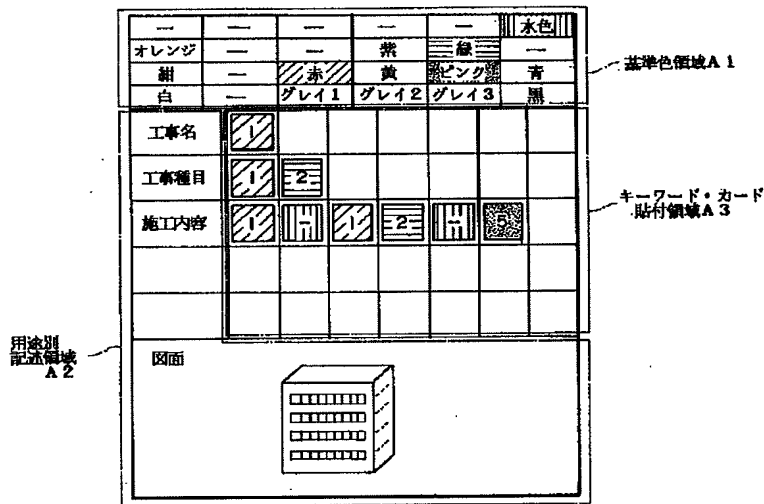 — — — — — 水色
オレンジ — — 紫 緑 —
紺 — 赤 黄 ピンク 青
白 — グレイ1 グレイ2 グレイ3 黒
基準色領域A1
工事名 1
工事種目 1 2
施工内容 1 — 1 2 — 5
キーワード・カード
貼付領域A3
用途別
記述領域
A2
図面